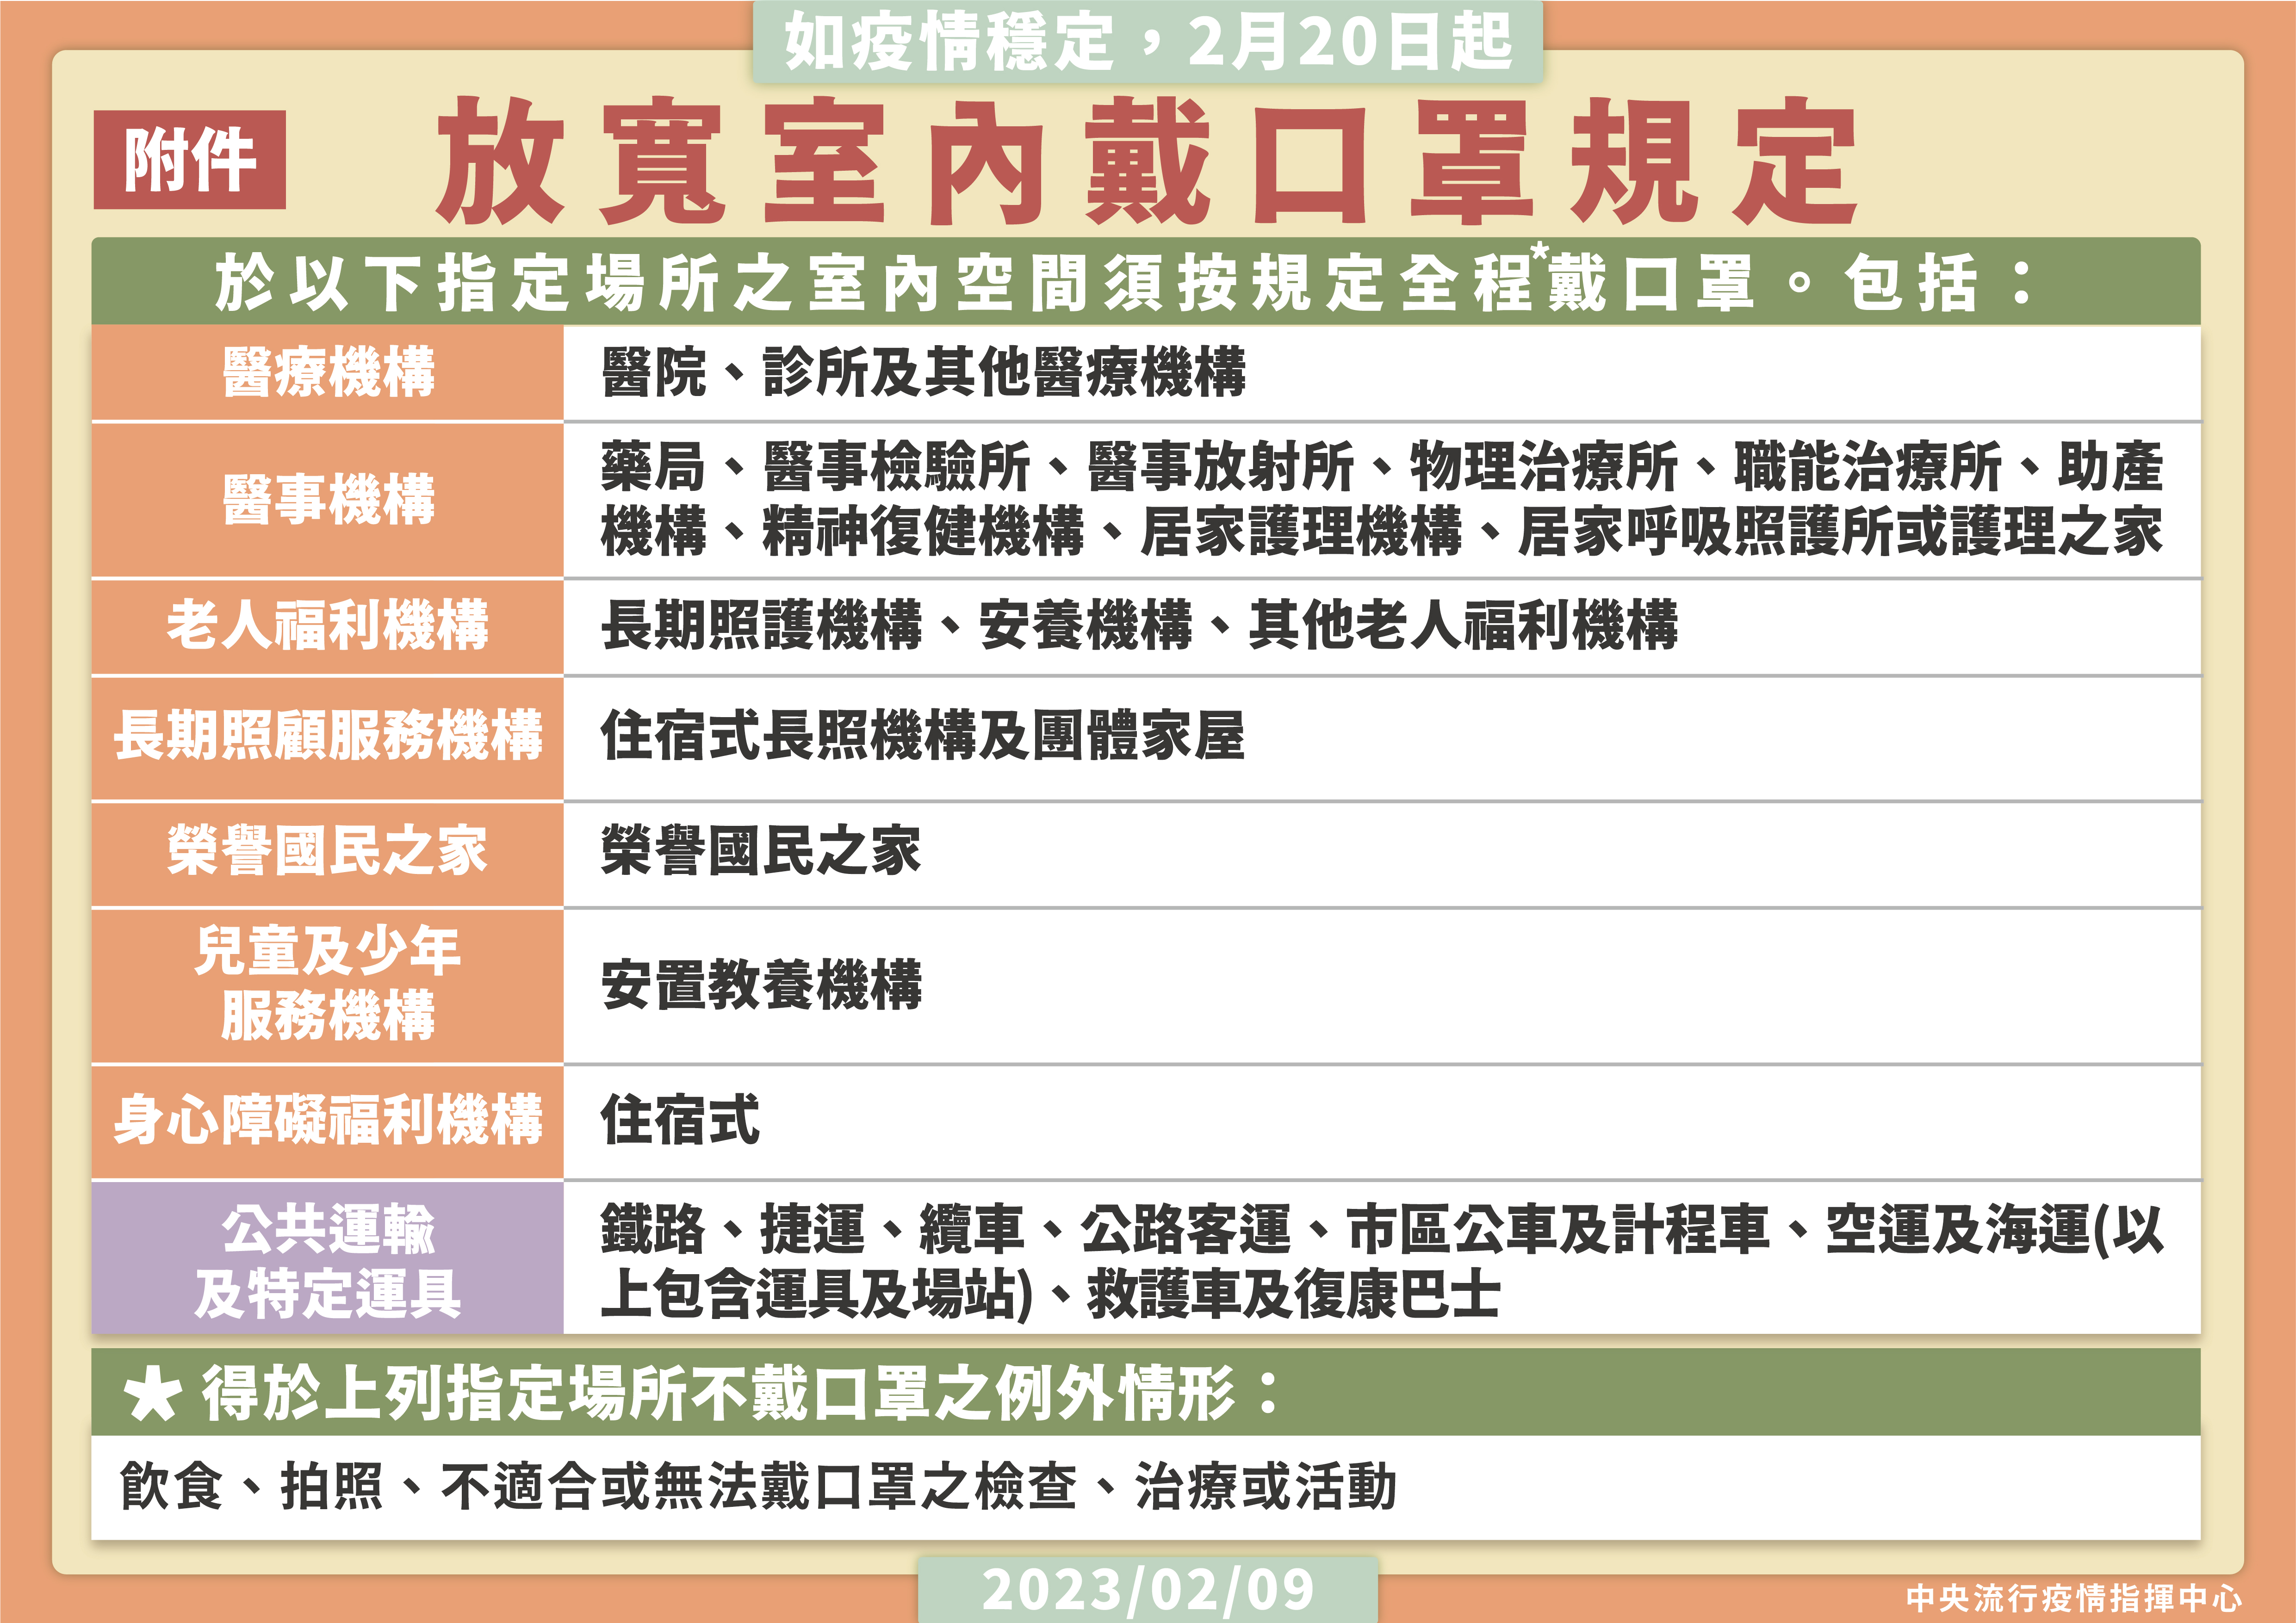 如疫情穩定，2月20日起
附件
放寬室內戴口罩規定
於以下指定場所之室內空間須按規定全程*戴口罩。包括：
醫療機構
醫院、診所及其他醫療機構
醫事機構
藥局、醫事檢驗所、醫事放射所、物理治療所、職能治療所、助產
機構、精神復健機構、居家護理機構、居家呼吸照護所或護理之家
老人福利機構
長期照護機構、安養機構、其他老人福利機構
長期照顧服務機構
住宿式長照機構及團體家屋
榮譽國民之家
榮譽國民之家
兒童及少年
服務機構
安置教養機構
身心障礙福利機構
住宿式
公共運輸
及特定運具
鐵路、捷運、纜車、公路客運、市區公車及計程車、空運及海運(以
上包含運具及場站)、救護車及復康巴士
★ 得於上列指定場所不戴口罩之例外情形：
飲食、拍照、不適合或無法戴口罩之檢查、治療或活動
2023/02/09
中央流行疫情指揮中心